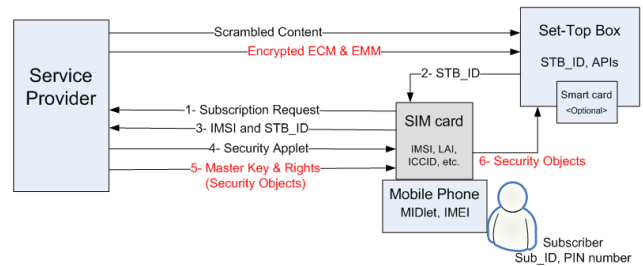 Scrambled Content
Encrypted ECM & EMM
Service
Provider
Set-Top Box
STB_ID, APIs
Smart card
<Optional>
2- STB_ID
1- Subscription Request
3- IMSI and STB_ID
4- Security Applet
5- Master Key & Rights
(Security Objects)
SIM card
IMSI, LAI,
ICCID, etc.
6- Security Objects
Mobile Phone
MIDlet, IMEI
Subscriber
Sub_ID, PIN number